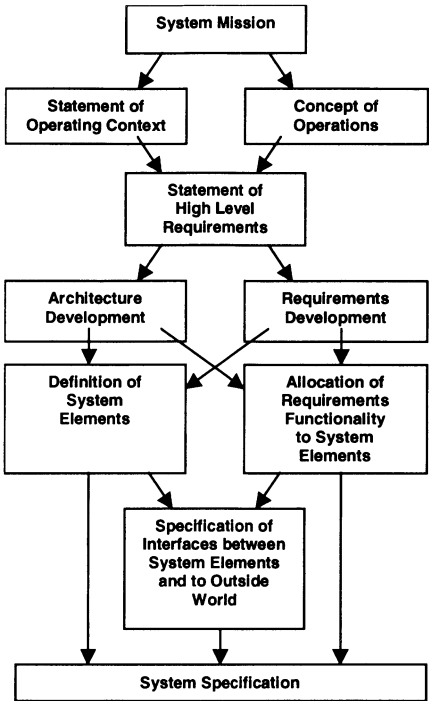 System Mission
Statement of
Operating Context
Concept of
Operations
Statement of
High Level
Requirements
Architecture
Development
Requirements
Development
Definition of
System
Elements
Allocation of
Requirements
Functionality
to System
Elements
Specification of
Interfaces between
System Elements
and to Outside
World
System Specification